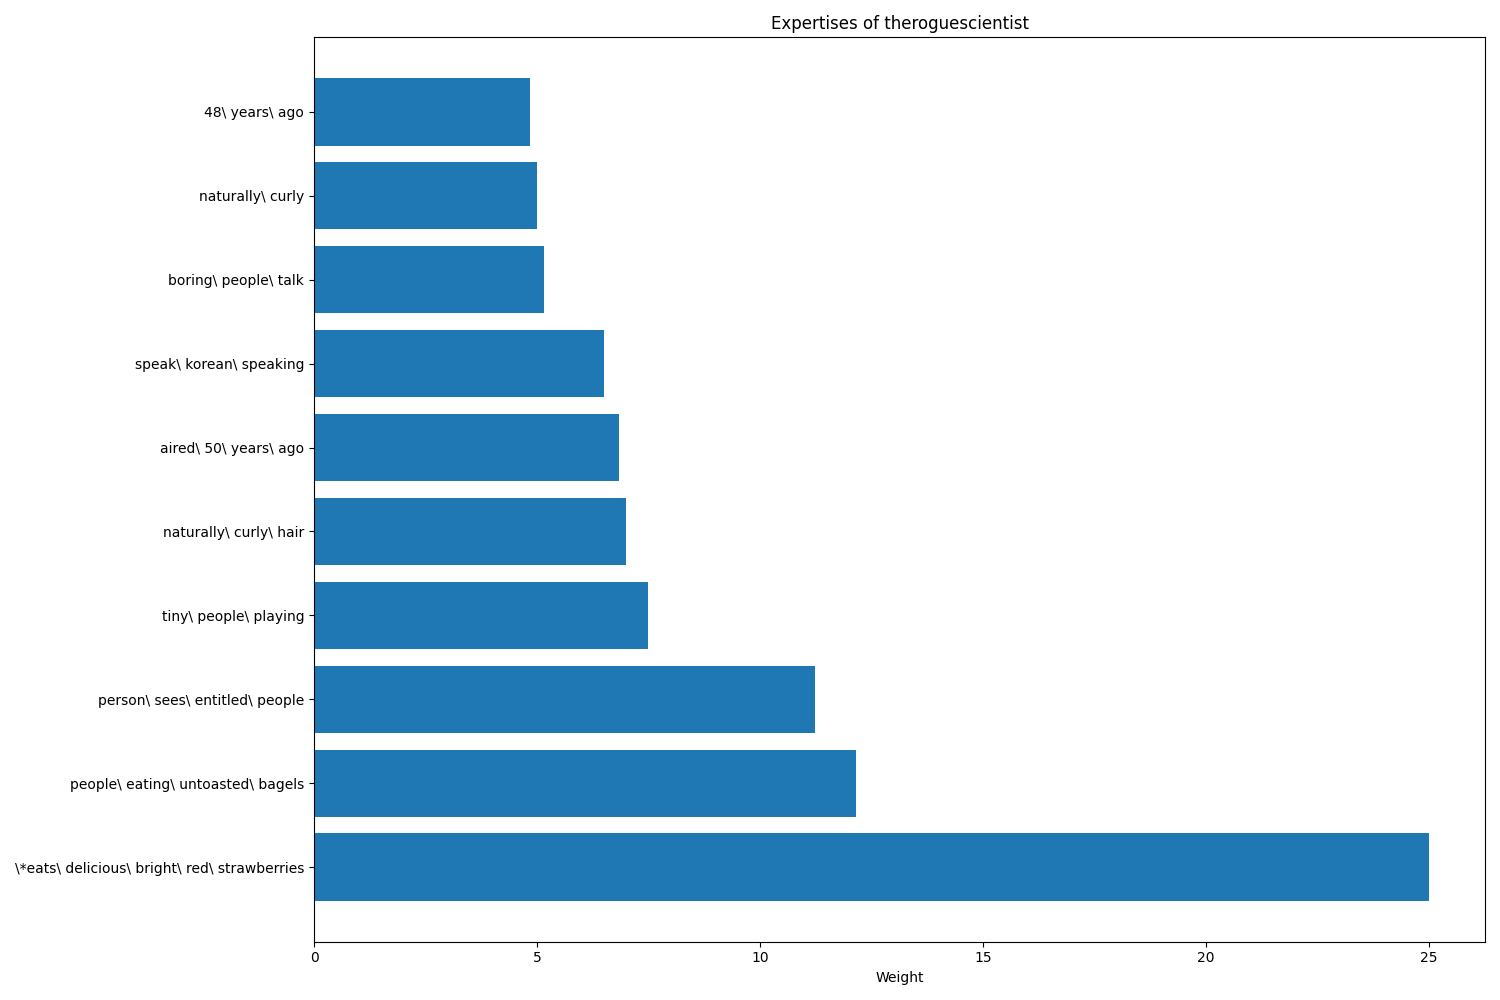 Expertises of theroguescientist
48\ years\ ago
naturally\ curly
boring\ people\ talk
speak\ korean\ speaking
aired\ 50\ years\ ago
naturally\ curly\ hair
tiny\ people\ playing
person\ sees\ entitled\ people
people\ eating\ untoasted\ bagels
\*eats\ delicious\ bright\ red\ strawberries
0 5 10 15 20 25
Weight